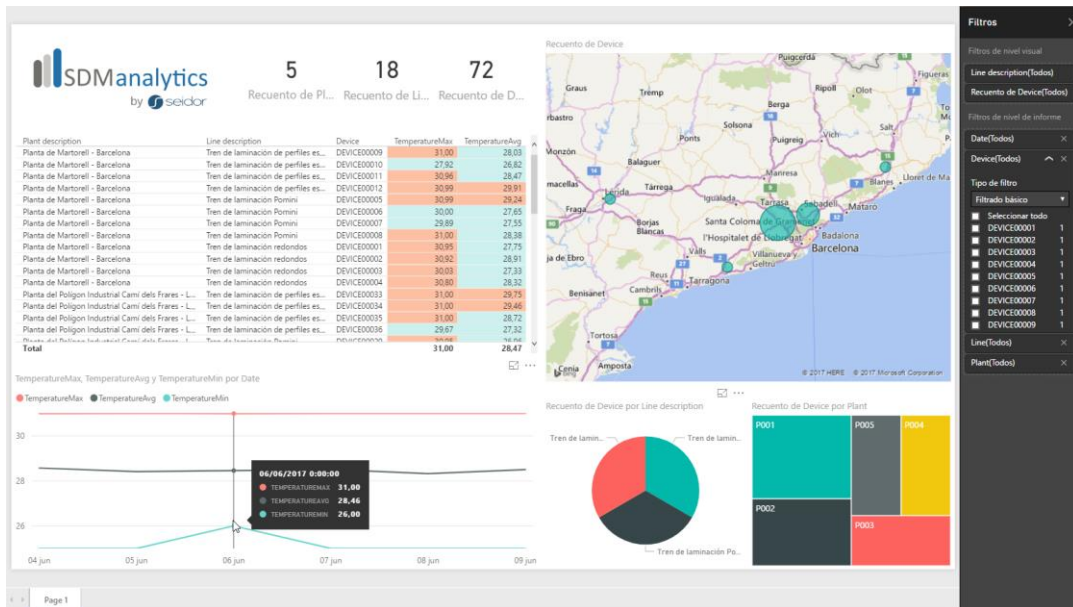 SDManalytics
by seidor
5
Recuento de Pl...
18
Recuento de Li...
72
Recuento de D...
Plant description Line description Device TemperatureMax TemperatureAvg
Planta de Martorell - Barcelona Tren de laminación de perfiles es... DEVICE00009 31,00 28,03
Planta de Martorell - Barcelona Tren de laminación de perfiles es... DEVICE00010 27,92 26,82
Planta de Martorell - Barcelona Tren de laminación de perfiles es... DEVICE00011 30,96 28,47
Planta de Martorell - Barcelona Tren de laminación de perfiles es... DEVICE00012 30,99 29,91
Planta de Martorell - Barcelona Tren de laminación Pomini DEVICE00005 30,99 29,24
Planta de Martorell - Barcelona Tren de laminación Pomini DEVICE00006 30,00 27,65
Planta de Martorell - Barcelona Tren de laminación Pomini DEVICE00007 29,89 27,55
Planta de Martorell - Barcelona Tren de laminación Pomini DEVICE00008 31,00 28,38
Planta de Martorell - Barcelona Tren de laminación redondos DEVICE00001 30,95 27,75
Planta de Martorell - Barcelona Tren de laminación redondos DEVICE00002 30,92 28,91
Planta de Martorell - Barcelona Tren de laminación redondos DEVICE00003 30,03 27,33
Planta de Martorell - Barcelona Tren de laminación redondos DEVICE00004 30,80 28,32
Planta del Polígon Industrial Camí dels Frares - L... Tren de laminación de perfiles es... DEVICE00033 31,00 29,75
Planta del Polígon Industrial Camí dels Frares - L... Tren de laminación de perfiles es... DEVICE00034 31,00 29,46
Planta del Polígon Industrial Camí dels Frares - L... Tren de laminación de perfiles es... DEVICE00035 31,00 28,72
Planta del Polígon Industrial Camí dels Frares - L... Tren de laminación de perfiles es... DEVICE00036 29,67 27,32
Total 31,00 28,47
TemperatureMax, TemperatureAvg y TemperatureMin por Date
TemperatureMax TemperatureAvg TemperatureMin
30
28
26
06/06/2017 0:00:00
TEMPERATUREMAX 31,00
TEMPERATUREAVG 28,46
TEMPERATUREMIN 26,00
04 jun 05 jun 06 jun 07 jun 08 jun 09 jun
Recuento de Device
Puigcerda
Figueras
Graus
Tremp
Ripoll
Olot
Berga
Solsona
Ponts
Puigreig
Vich
Salt
Monzón
Balaguer
Manresa
Blanes
Lloret de Ma
Lérida
Tárrega
Igualada
Tarrasa
Sabadell
Mataro
Fraga
Borjas Blancas
Santa Coloma de Gramenet
l'Hospitalet de Llobregat
Badalona
Barcelona
ja de Ebro
Valls
Villanueva y Geltru
Reus
Tarragona
Benisanet
Cambrils
Tortosa
Cenia
Amposta
Bing
© 2017 HERE © 2017 Microsoft Corporation
Recuento de Device por Line description
Tren de lamin...
Tren de lamin...
Tren de laminación Po...
Recuento de Device por Plant
P001
P002
P005
P004
P003
Filtros
Filtros de nivel visual
Line description(Todos)
Recuento de Device(Todos)
Filtros de nivel de informe
Date(Todos)
Device(Todos)
Tipo de filtro
Filtrado básico
Seleccionar todo
DEVICE00001 1
DEVICE00002 1
DEVICE00003 1
DEVICE00004 1
DEVICE00005 1
DEVICE00006 1
DEVICE00007 1
DEVICE00008 1
DEVICE00009 1
Line(Todos)
Plant(Todos)
Page 1